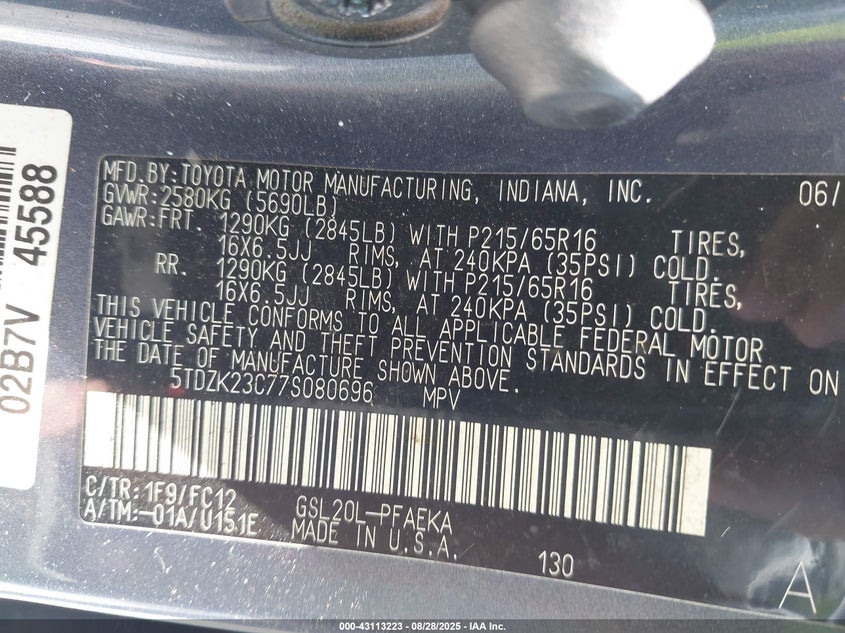 MFD.BY:TOYOTA MOTOR MANUFACTURING, INDIANA, INC. 06/
GVWR:2580KG (5690LB)
GAWR:FRT. 1290KG (2845LB) WITH P215/65R16 TIRES,
16X6.5JJ RIMS, AT 240KPA (35PSI) COLD.
RR. 1290KG (2845LB) WITH P215/65R16 TIRES,
16X6.5JJ RIMS, AT 240KPA (35PSI) COLD.
THIS VEHICLE CONFORMS TO ALL APPLICABLE FEDERAL MOTOR
VEHICLE SAFETY AND THEFT PREVENTION STANDARDS IN EFFECT ON
THE DATE OF MANUFACTURE SHOWN ABOVE.
5TDZK23C77S080696 MPV
C/TR:1F9/FC12 GSL20L-PFAEKA
A/TM:-01A/U151E MADE IN U.S.A.
130
A
02B7V 45588
000-43113223 - 08/28/2025 - IAA Inc.